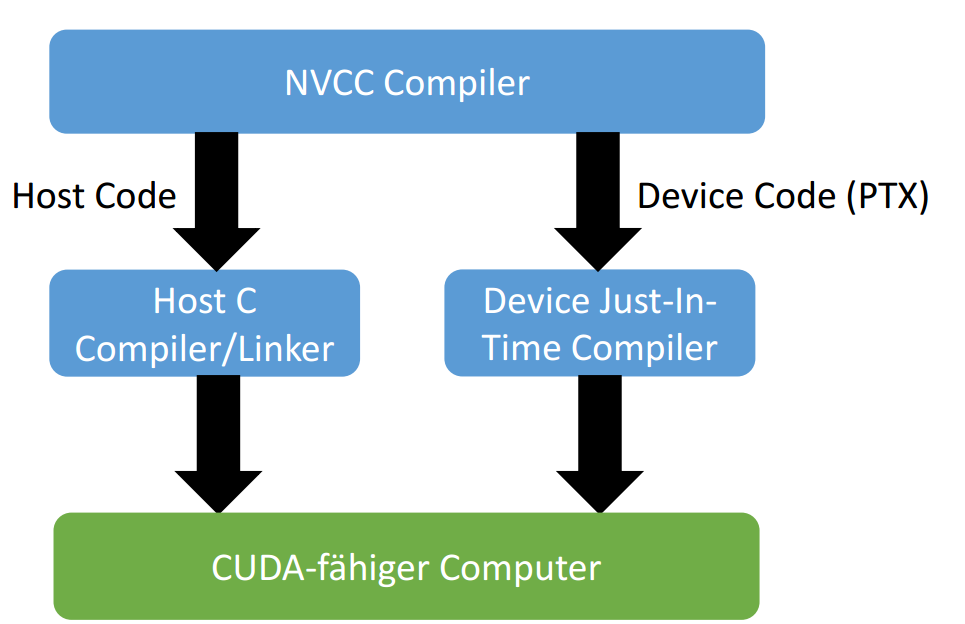 NVCC Compiler
Host Code
Device Code (PTX)
Host C
Compiler/Linker
Device Just-In-
Time Compiler
CUDA-fähiger Computer